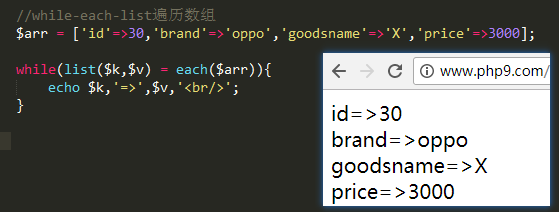 //while-each-list遍历数组
$arr = ['id'=>30,'brand'=>'oppo','goodsname'=>'X','price'=>3000];
while(list($k,$v) = each($arr)){
    echo $k,'=>',$v,'<br/>';
}
www.php9.com/
id=>30
brand=>oppo
goodsname=>X
price=>3000